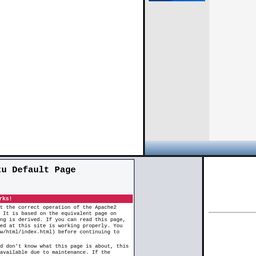 tu Default Page
rks!
t the correct operation of the Apache2
It is based on the equivalent page on
ng is derived. If you can read this page,
ed at this site is working properly. You
w/html/index.html) before continuing to
d don't know what this page is about, this
available due to maintenance. If the